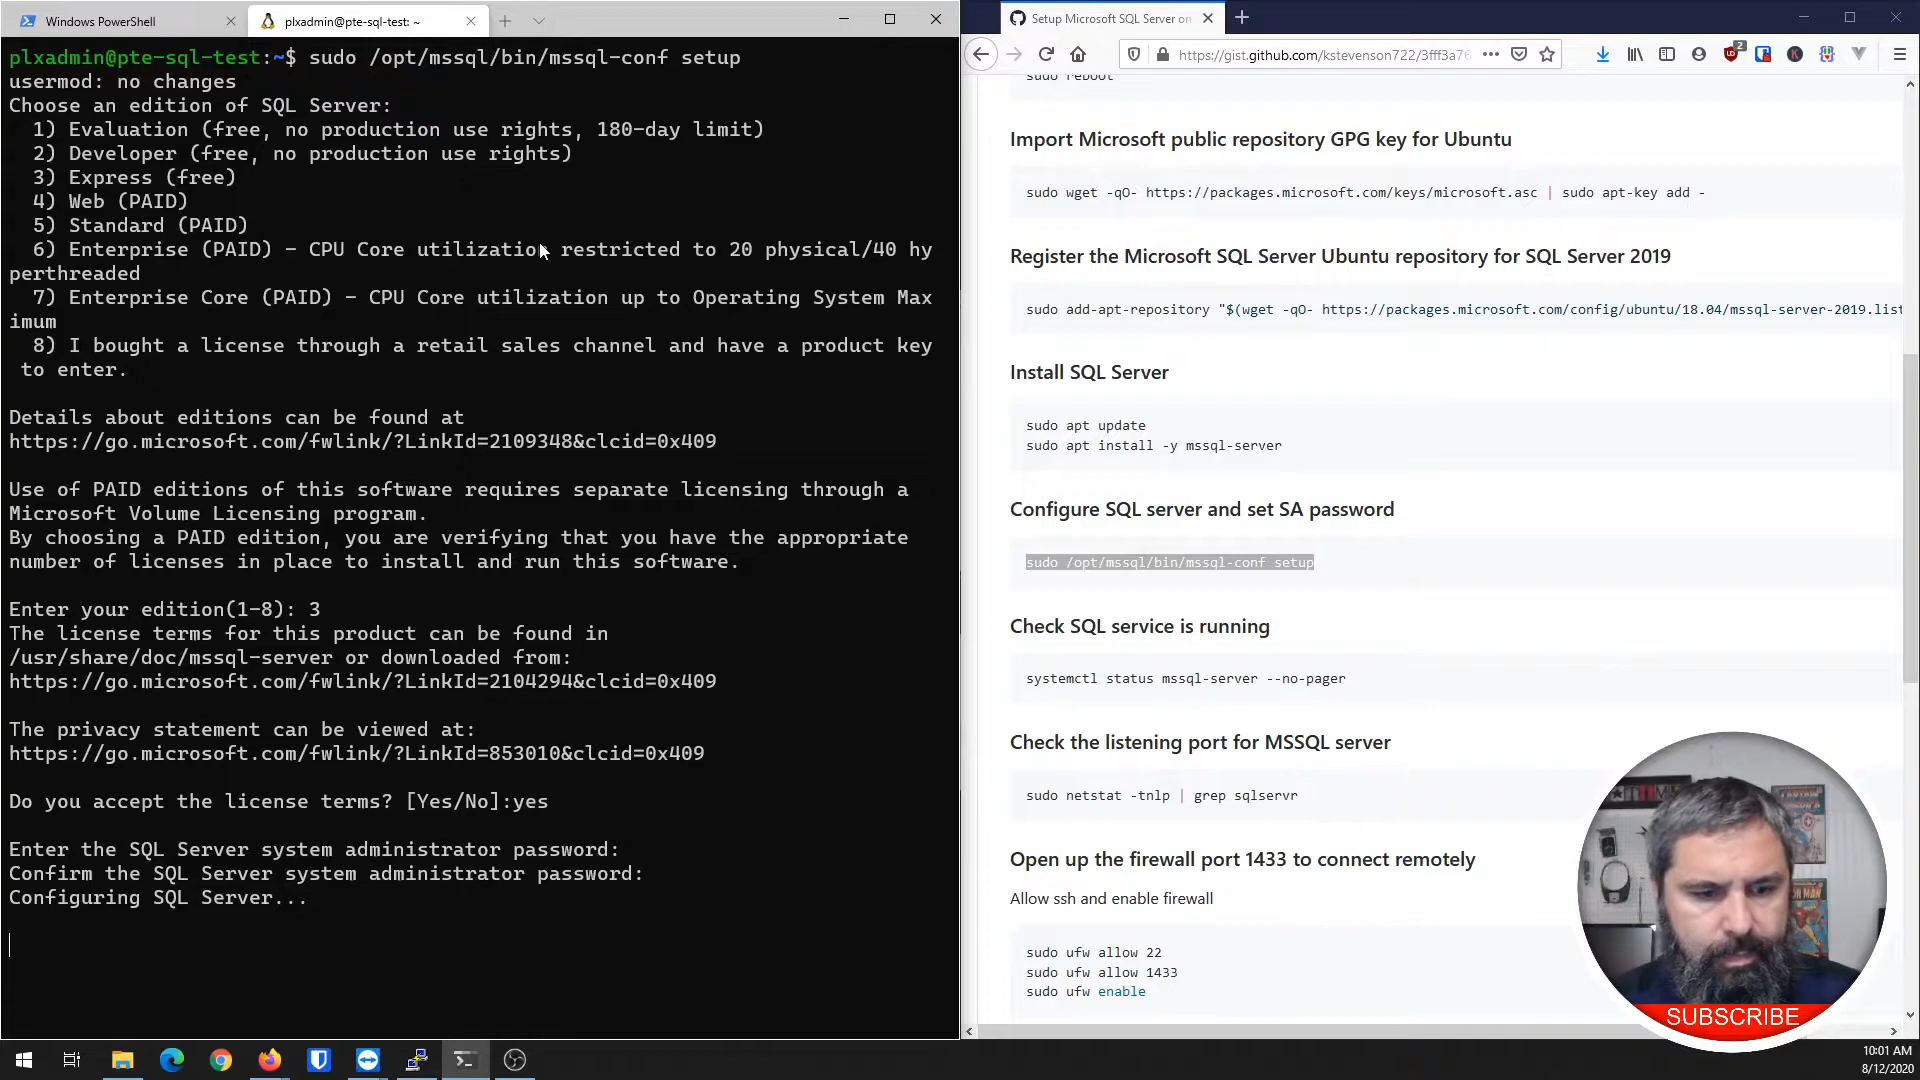 Windows PowerShell
plxadmin@pte-sql-test: ~
plxadmin@pte-sql-test:~$ sudo /opt/mssql/bin/mssql-conf setup
usermod: no changes
Choose an edition of SQL Server:
  1) Evaluation (free, no production use rights, 180-day limit)
  2) Developer (free, no production use rights)
  3) Express (free)
  4) Web (PAID)
  5) Standard (PAID)
  6) Enterprise (PAID) - CPU Core utilization restricted to 20 physical/40 hy
perthreaded
  7) Enterprise Core (PAID) - CPU Core utilization up to Operating System Max
imum
  8) I bought a license through a retail sales channel and have a product key
 to enter.
Details about editions can be found at
https://go.microsoft.com/fwlink/?LinkId=2109348&clcid=0x409
Use of PAID editions of this software requires separate licensing through a
Microsoft Volume Licensing program.
By choosing a PAID edition, you are verifying that you have the appropriate
number of licenses in place to install and run this software.
Enter your edition(1-8): 3
The license terms for this product can be found in
/usr/share/doc/mssql-server or downloaded from:
https://go.microsoft.com/fwlink/?LinkId=2104294&clcid=0x409
The privacy statement can be viewed at:
https://go.microsoft.com/fwlink/?LinkId=853010&clcid=0x409
Do you accept the license terms? [Yes/No]:yes
Enter the SQL Server system administrator password:
Confirm the SQL Server system administrator password:
Configuring SQL Server...
Setup Microsoft SQL Server on
https://gist.github.com/kstevenson722/3fff3a76
2
sudo reboot
Import Microsoft public repository GPG key for Ubuntu
sudo wget -qO- https://packages.microsoft.com/keys/microsoft.asc | sudo apt-key add -
Register the Microsoft SQL Server Ubuntu repository for SQL Server 2019
sudo add-apt-repository "$(wget -qO- https://packages.microsoft.com/config/ubuntu/18.04/mssql-server-2019.list
Install SQL Server
sudo apt update
sudo apt install -y mssql-server
Configure SQL server and set SA password
sudo /opt/mssql/bin/mssql-conf setup
Check SQL service is running
systemctl status mssql-server --no-pager
Check the listening port for MSSQL server
sudo netstat -tnlp | grep sqlservr
Open up the firewall port 1433 to connect remotely
Allow ssh and enable firewall
sudo ufw allow 22
sudo ufw allow 1433
sudo ufw enable
SUBSCRIBE
10:01 AM
8/12/2020